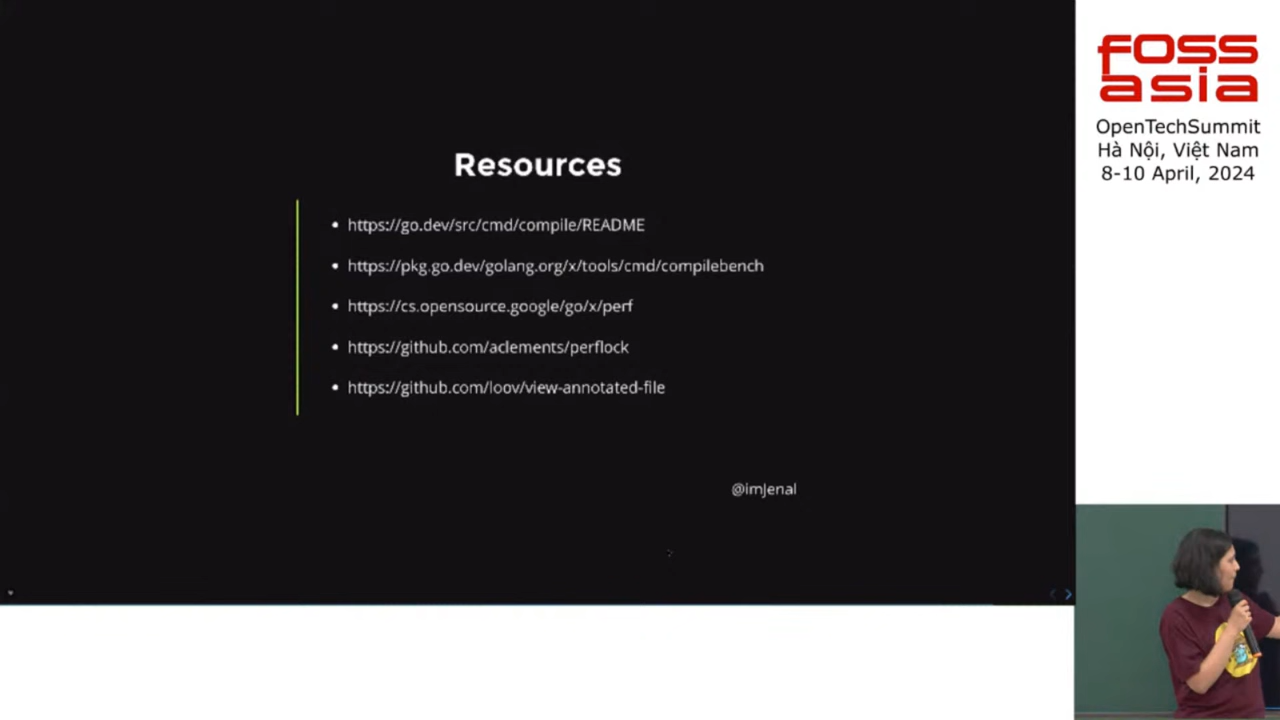 Resources
https://go.dev/src/cmd/compile/README
https://pkg.go.dev/golang.org/x/tools/cmd/compilebench
https://cs.opensource.google/go/x/perf
https://github.com/aclements/perflock
https://github.com/loov/view-annotated-file
@imJenal
FOSS
asia
OpenTechSummit
Hà Nội, Việt Nam
8-10 April, 2024